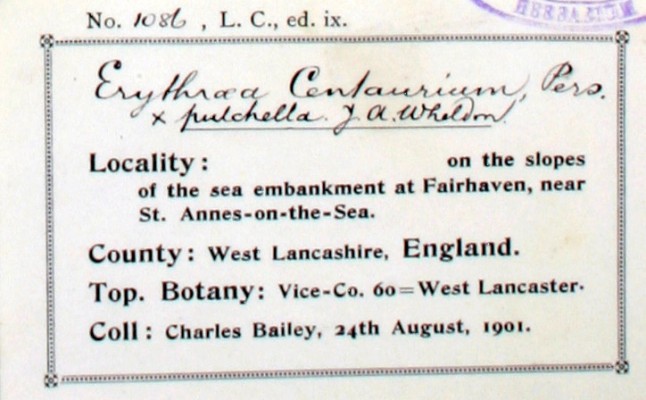 No. 1086, L. C., ed. ix.
Erythræa Centaurium, Pers.
× pulchella. J. A. Wheldon.
Locality: on the slopes
of the sea embankment at Fairhaven, near
St. Annes-on-the-Sea.
County: West Lancashire, England.
Top. Botany: Vice-Co. 60=West Lancaster.
Coll: Charles Bailey, 24th August, 1901.